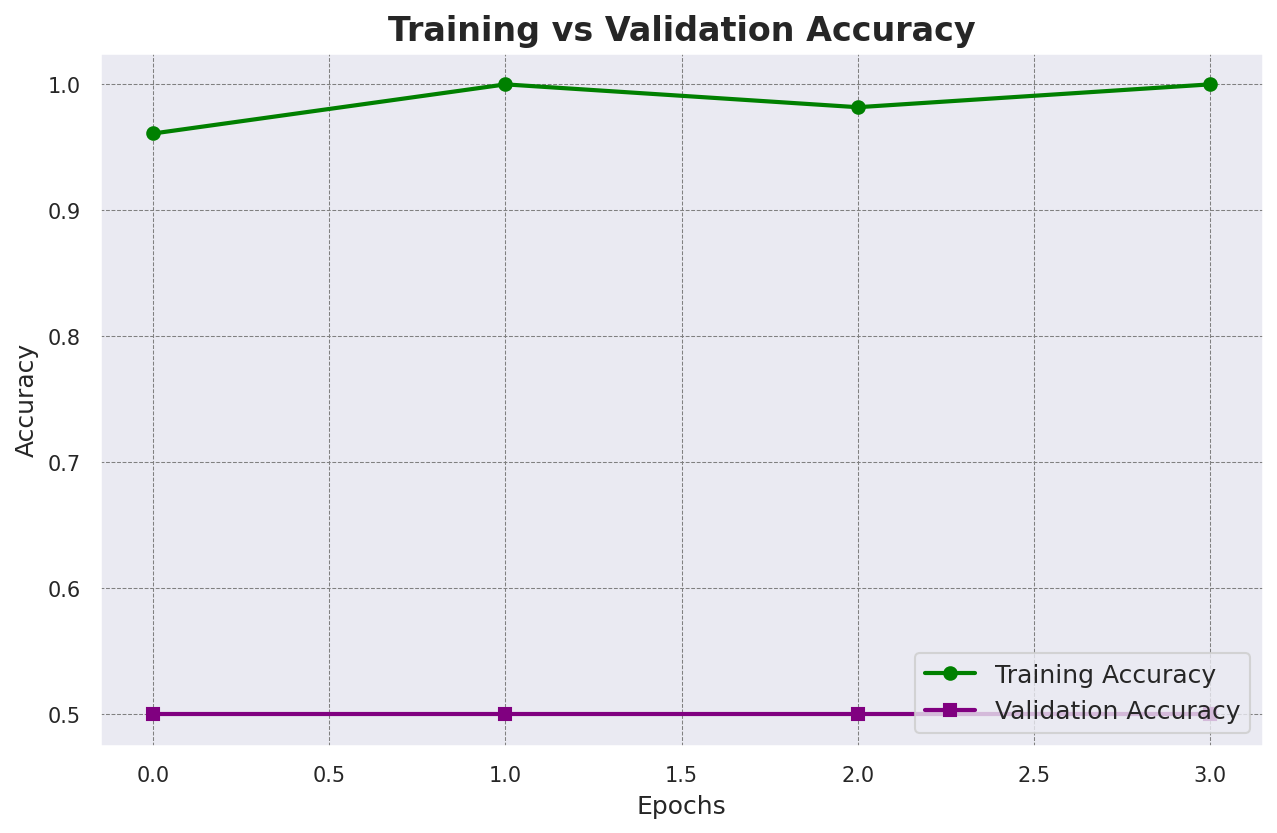 Training vs Validation Accuracy
1.0
0.9
0.8
0.7
0.6
0.5
Accuracy
Training Accuracy
Validation Accuracy
0.0 0.5 1.0 1.5 2.0 2.5 3.0
Epochs